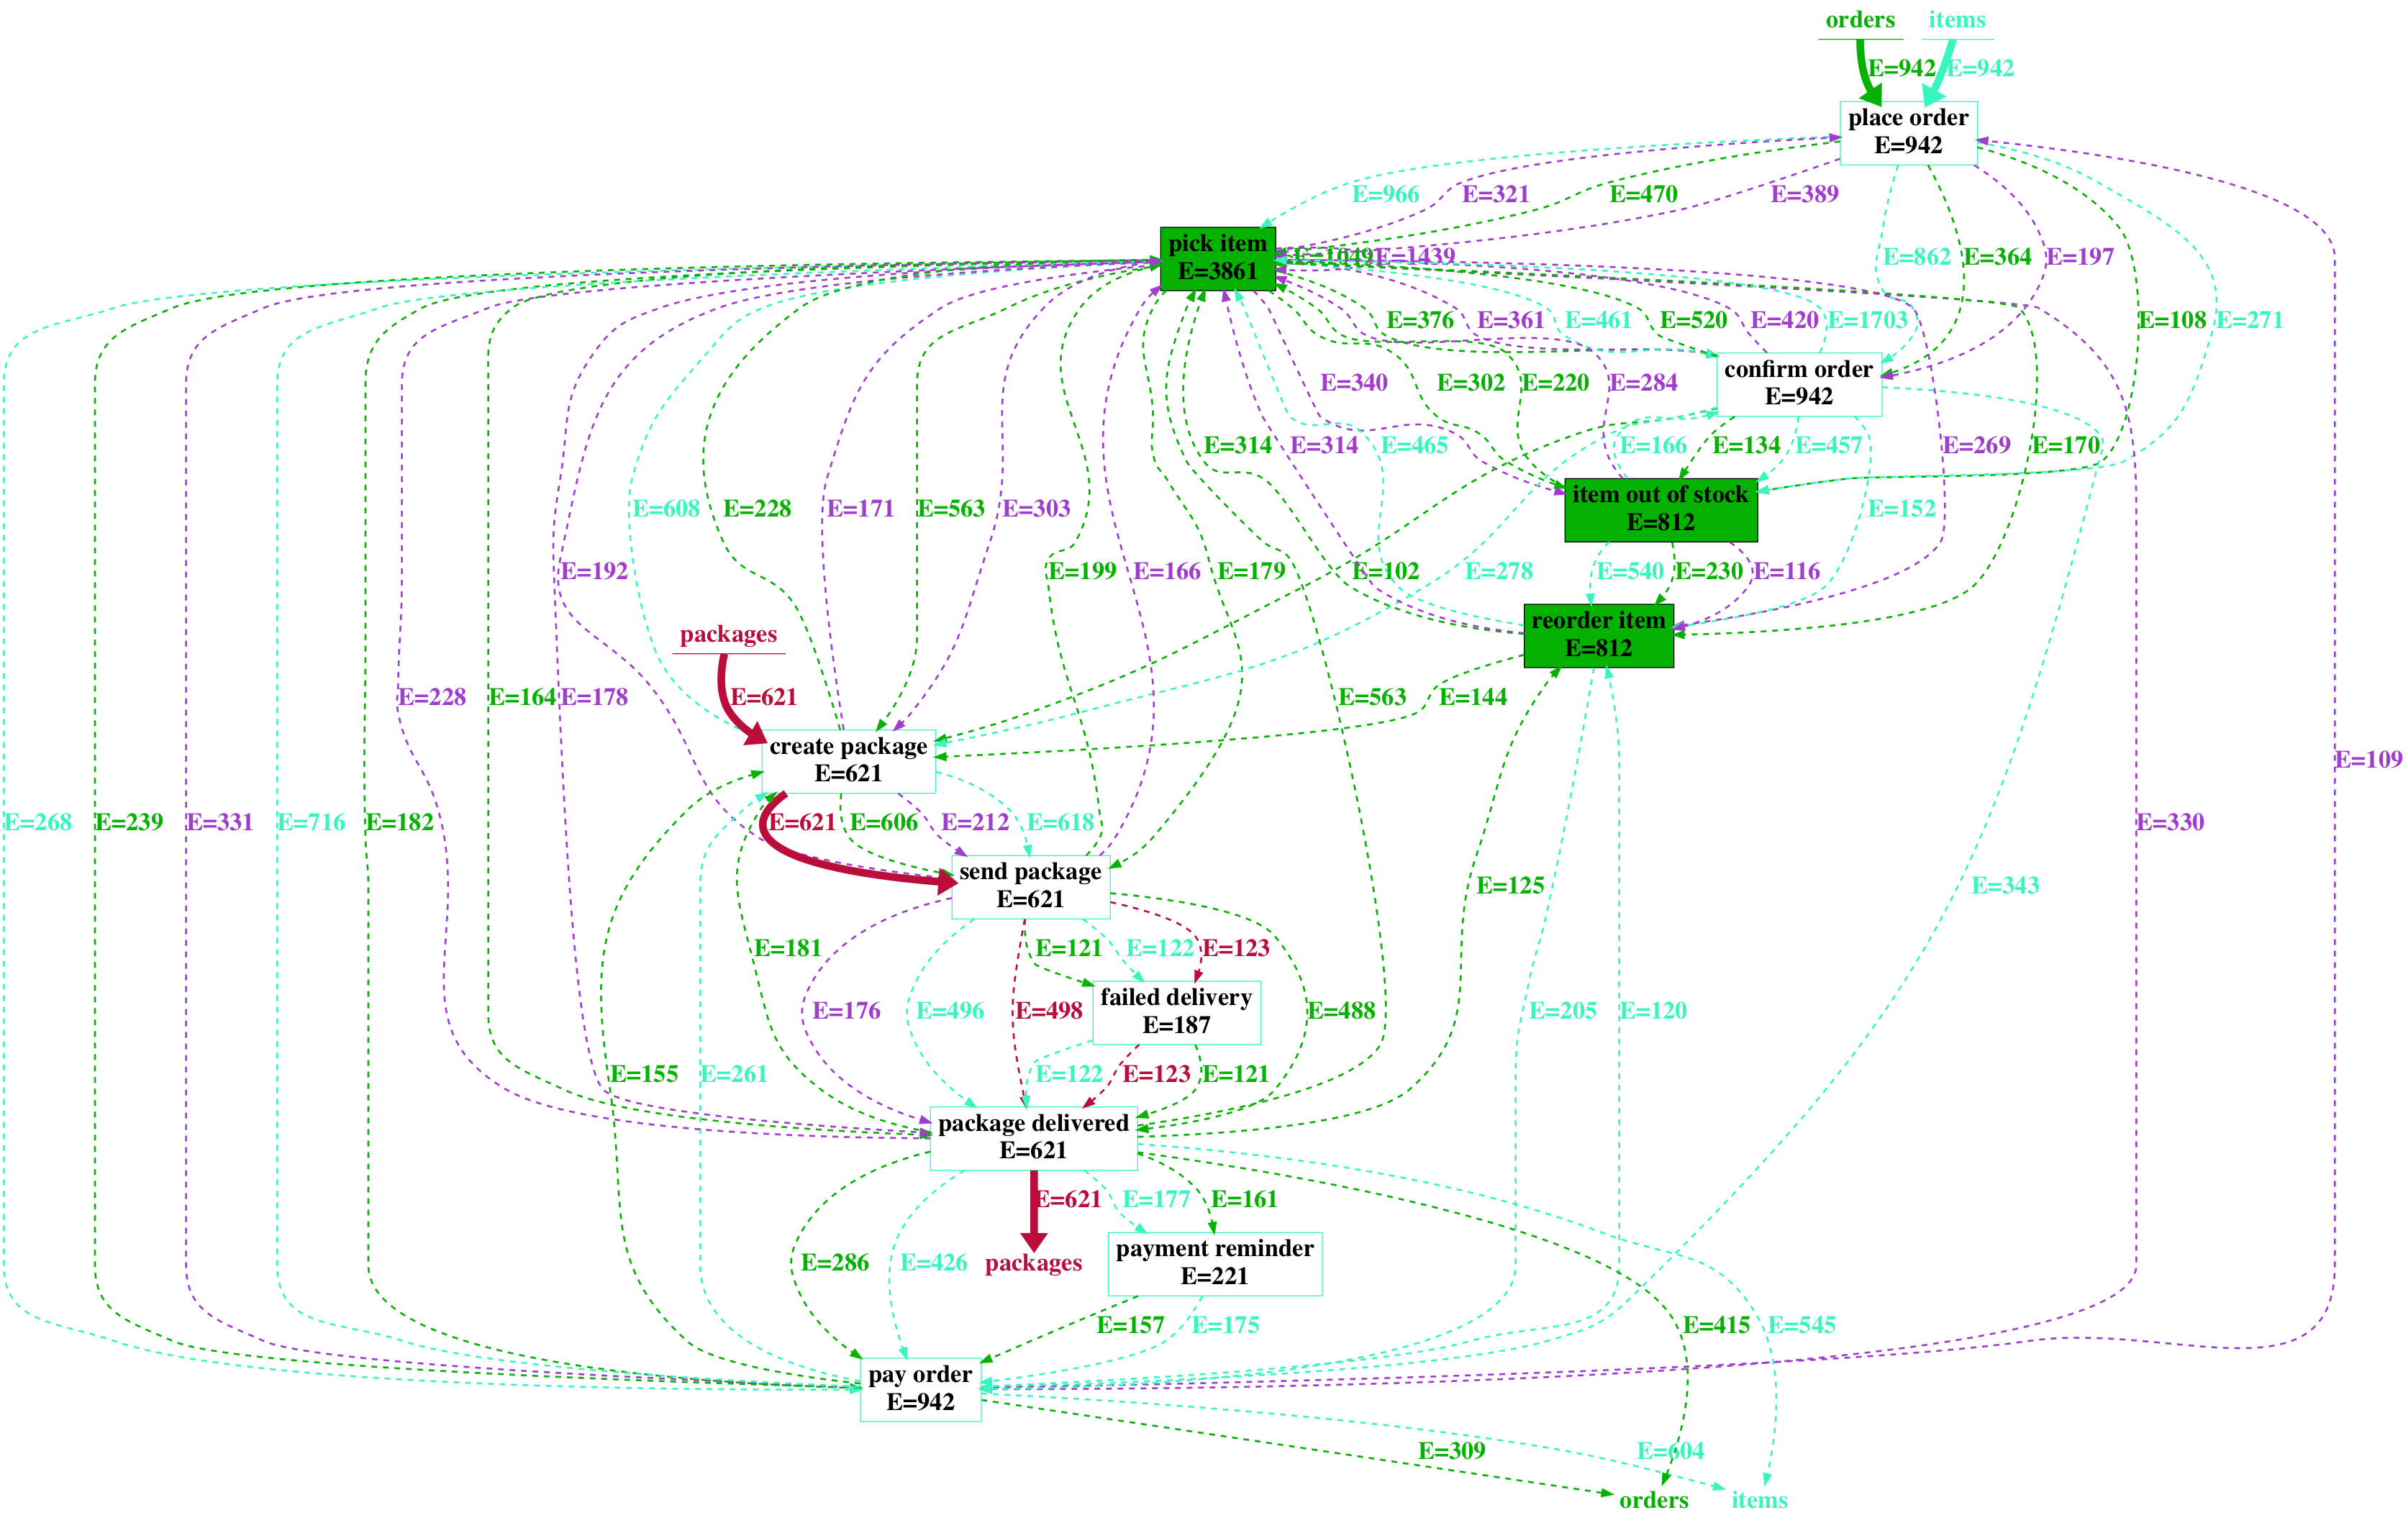 orders items
E=942 E=942
place order
E=942
E=966 E=321 E=470 E=389
pick item
E=3861
E=1049 E=1439
E=862 E=364 E=197
E=376 E=361 E=461 E=520 E=420 E=1703 E=108 E=271
confirm order
E=942
E=340 E=302 E=220 E=284
E=314 E=314 E=465 E=166 E=134 E=457 E=269 E=170
item out of stock
E=812
E=608 E=228 E=171 E=563 E=303 E=152
E=192 E=199 E=166 E=179 E=102 E=278 E=540 E=230 E=116
reorder item
E=812
packages
E=228 E=164 E=178 E=621 E=563 E=144
create package
E=621
E=109
E=268 E=239 E=331 E=716 E=182 E=621 E=606 E=212 E=618 E=330
send package
E=621
E=125 E=343
E=181 E=121 E=122 E=123
failed delivery
E=187
E=176 E=496 E=498 E=488 E=205 E=120
E=155 E=261 E=122 E=123 E=121
package delivered
E=621
E=621 E=177 E=161
E=286 E=426 packages
payment reminder
E=221
E=157 E=175 E=415 E=545
pay order
E=942
E=309 E=604
orders items